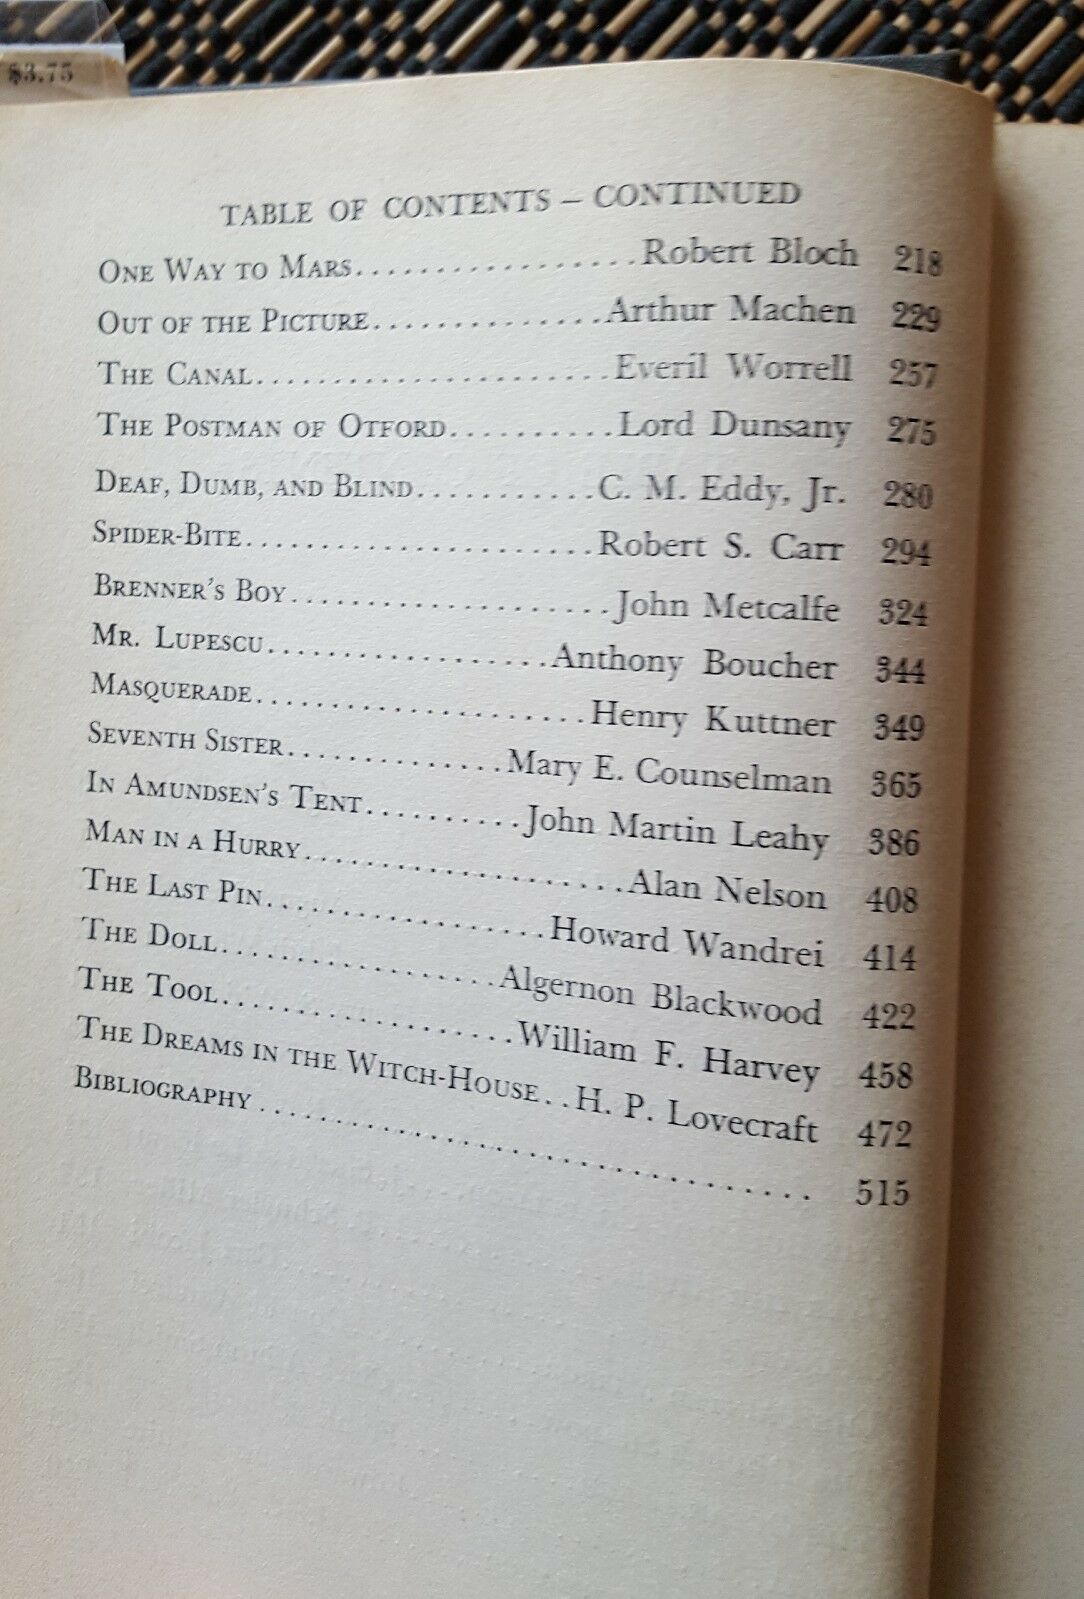 $3.75
TABLE OF CONTENTS – CONTINUED
ONE WAY TO MARS..................Robert Bloch 218
OUT OF THE PICTURE...............Arthur Machen 229
THE CANAL.......................Everil Worrell 257
THE POSTMAN OF OTFORD...........Lord Dunsany 275
DEAF, DUMB, AND BLIND............C. M. Eddy, Jr. 280
SPIDER-BITE.......................Robert S. Carr 294
BRENNER'S BOY.....................John Metcalfe 324
MR. LUPESCU...................Anthony Boucher 344
MASQUERADE......................Henry Kuttner 349
SEVENTH SISTER..............Mary E. Counselman 365
IN AMUNDSEN'S TENT..........John Martin Leahy 386
MAN IN A HURRY.....................Alan Nelson 408
THE LAST PIN..................Howard Wandrei 414
THE DOLL..................Algernon Blackwood 422
THE TOOL...................William F. Harvey 458
THE DREAMS IN THE WITCH-HOUSE..H. P. Lovecraft 472
BIBLIOGRAPHY.................................... 515